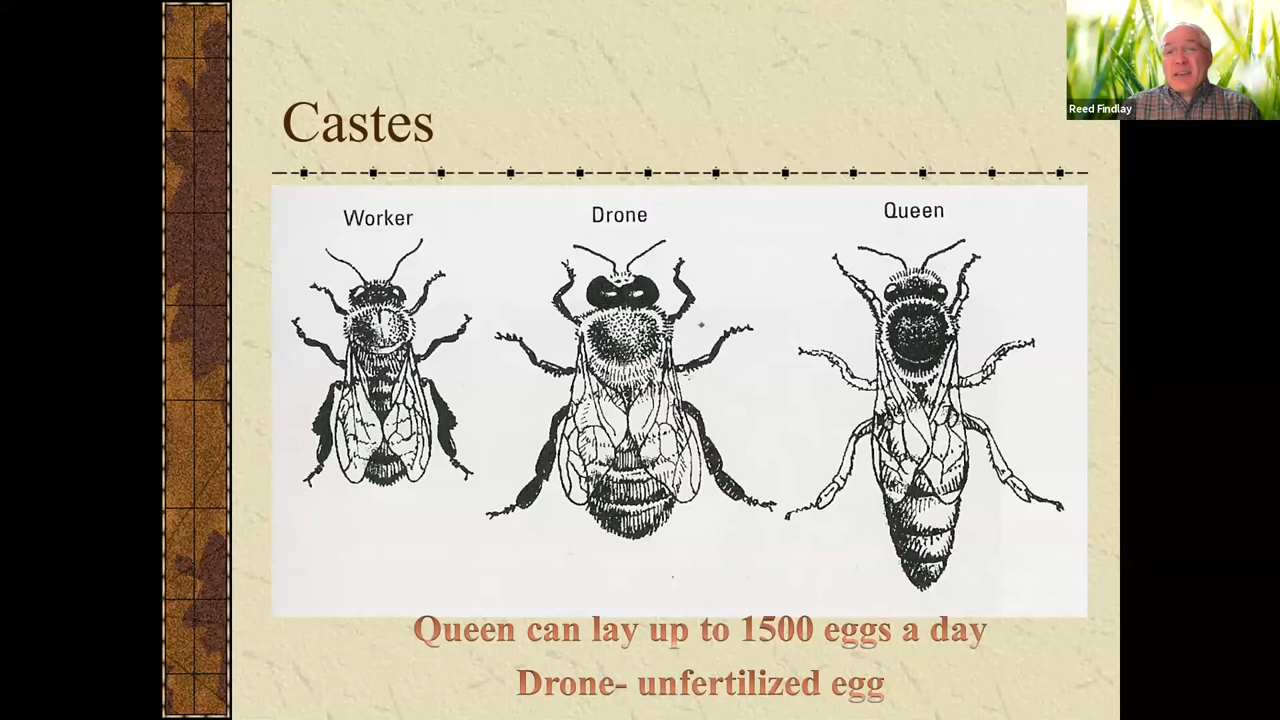 Reed Findlay
Castes
Worker
Drone
Queen
Queen can lay up to 1500 eggs a day
Drone- unfertilized egg